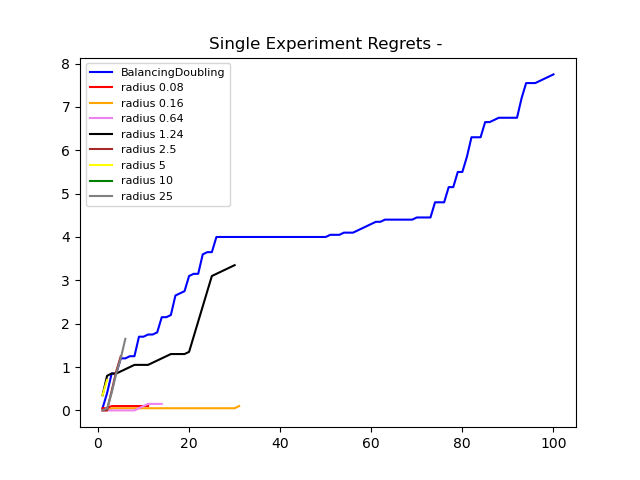 Single Experiment Regrets -
BalancingDoubling
radius 0.08
radius 0.16
radius 0.64
radius 1.24
radius 2.5
radius 5
radius 10
radius 25
8
7
6
5
4
3
2
1
0
0 20 40 60 80 100